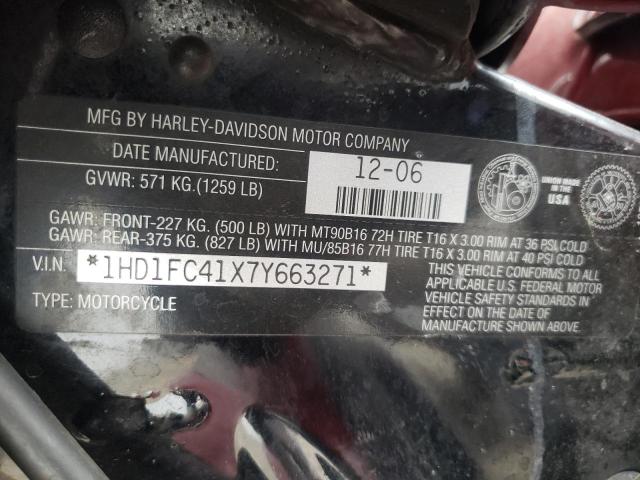 MFG BY HARLEY-DAVIDSON MOTOR COMPANY
DATE MANUFACTURED: 12-06
GVWR: 571 KG.(1259 LB)
UNION MADE
IN THE
USA
GAWR: FRONT-227 KG. (500 LB) WITH MT90B16 72H TIRE T16 X 3.00 RIM AT 36 PSI.COLD
GAWR: REAR-375 KG. (827 LB) WITH MU/85B16 77H TIRE T16 X 3.00 RIM AT 40 PSI COLD
V.I.N. *1HD1FC41X7Y663271*
TYPE: MOTORCYCLE
THIS VEHICLE CONFORMS TO ALL
APPLICABLE U.S. FEDERAL MOTOR
VEHICLE SAFETY STANDARDS IN
EFFECT ON THE DATE OF
MANUFACTURE SHOWN ABOVE.